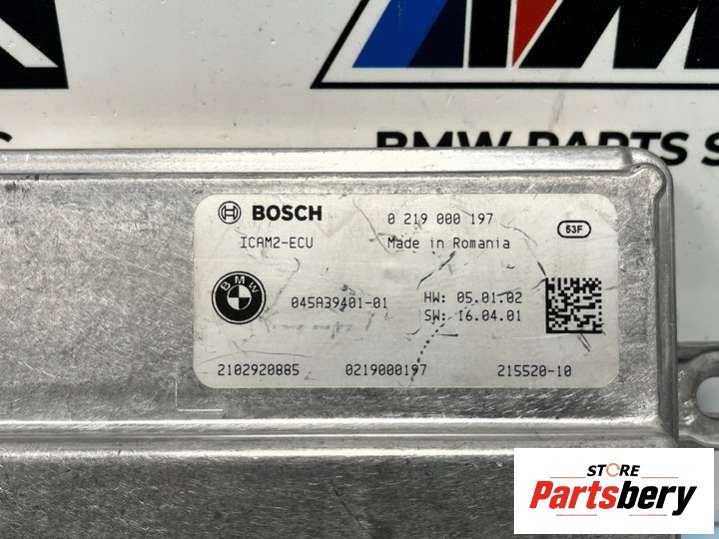 BMW PARTS S
BOSCH 0 219 000 197
ICAM2-ECU Made in Romania 53F
BMW 045A39401-01 HW: 05.01.02
SW: 16.04.01
2102920885 0219000197 215520-10
STORE
Partsbery